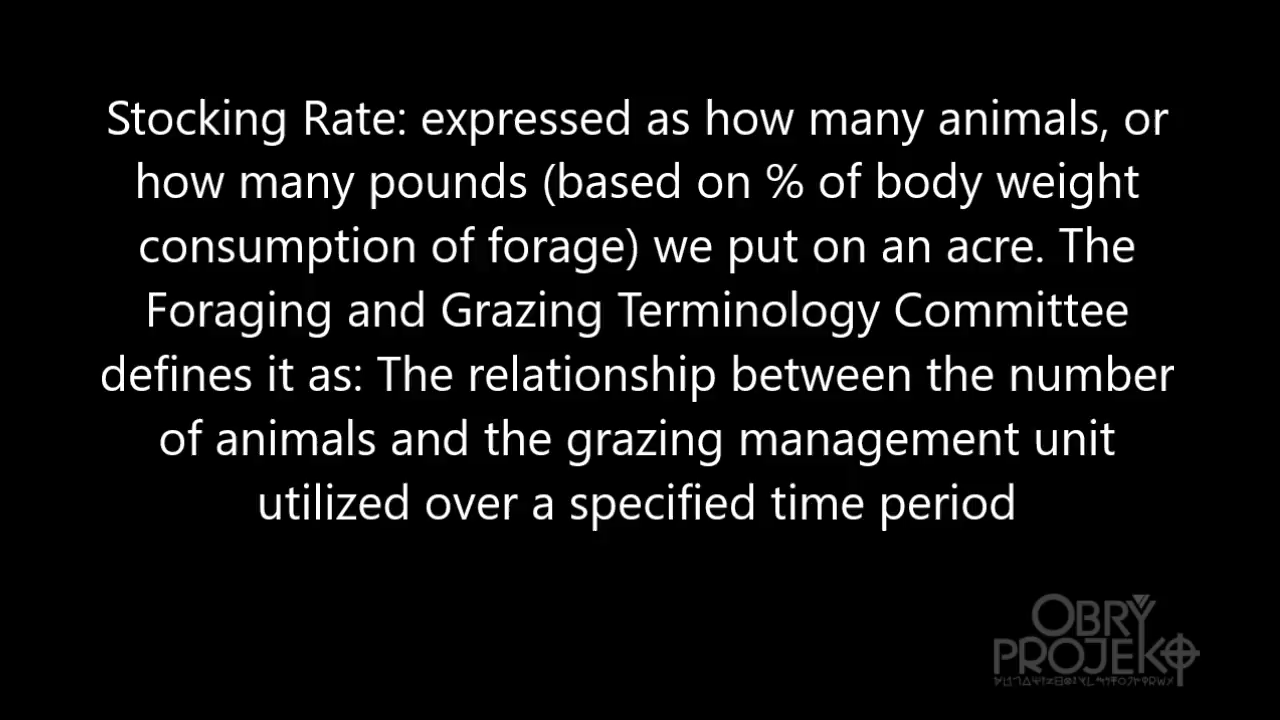 Stocking Rate: expressed as how many animals, or
how many pounds (based on % of body weight
consumption of forage) we put on an acre. The
Foraging and Grazing Terminology Committee
defines it as: The relationship between the number
of animals and the grazing management unit
utilized over a specified time period
OBRY
PROJEKT